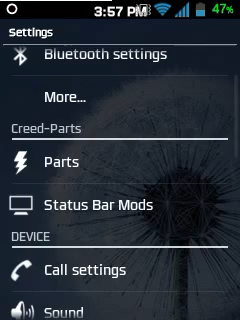 3:57 PM 47%
Settings
Bluetooth settings
More...
Creed-Parts
Parts
Status Bar Mods
DEVICE
Call settings
Sound